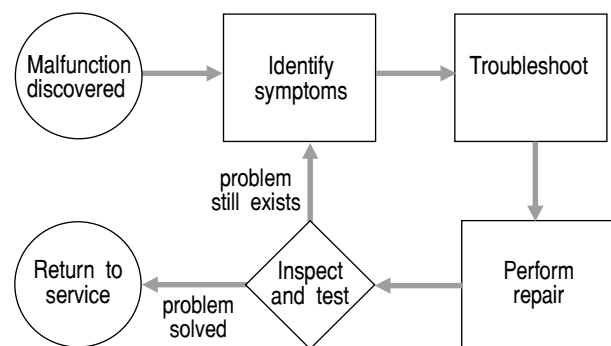 Malfunction
discovered
Identify
symptoms
Troubleshoot
problem
still exists
Return to
service
problem
solved
Inspect
and test
Perform
repair